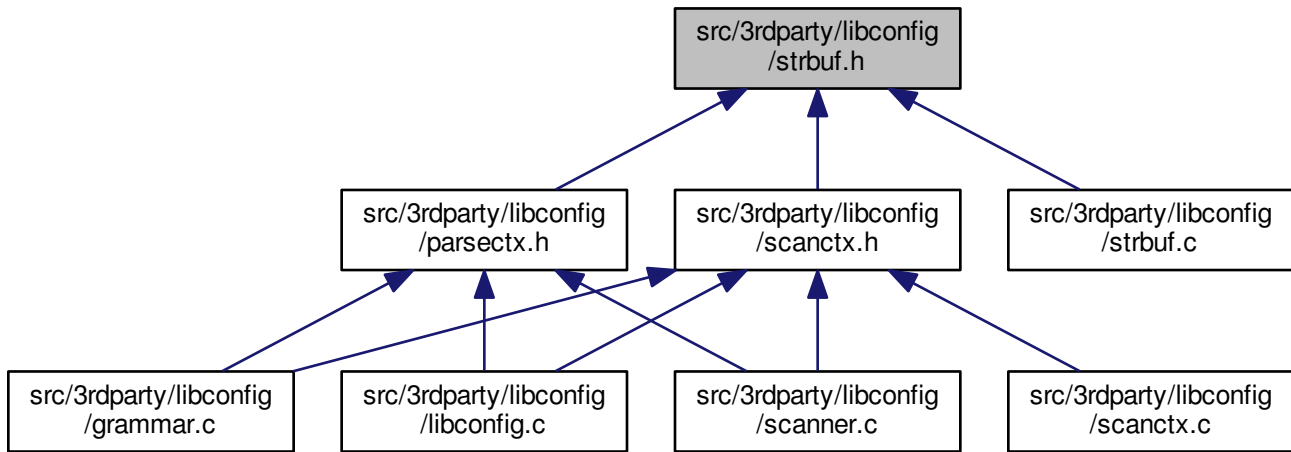 src/3rdparty/libconfig
/strbuf.h
src/3rdparty/libconfig
/parsectx.h
src/3rdparty/libconfig
/scanctx.h
src/3rdparty/libconfig
/strbuf.c
src/3rdparty/libconfig
/grammar.c
src/3rdparty/libconfig
/libconfig.c
src/3rdparty/libconfig
/scanner.c
src/3rdparty/libconfig
/scanctx.c